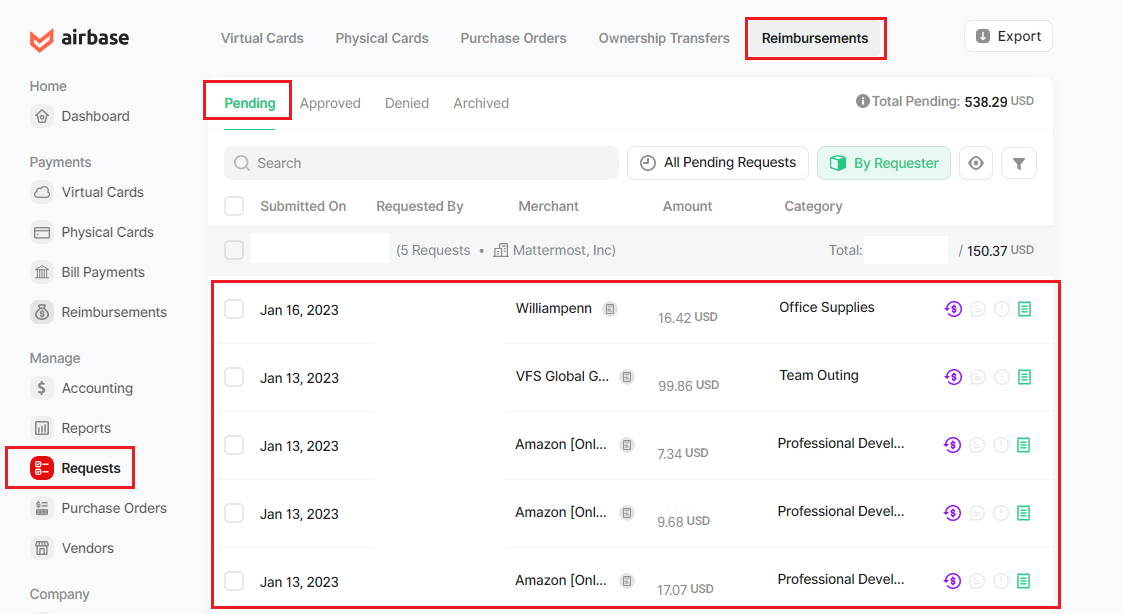 airbase
Virtual Cards Physical Cards Purchase Orders Ownership Transfers Reimbursements Export
Home
Dashboard
Payments
Virtual Cards
Physical Cards
Bill Payments
Reimbursements
Manage
Accounting
Reports
Requests
Purchase Orders
Vendors
Company
Pending Approved Denied Archived Total Pending: 538.29 USD
Search All Pending Requests By Requester
Submitted On Requested By Merchant Amount Category
(5 Requests • Mattermost, Inc) Total: / 150.37 USD
Jan 16, 2023 Williampenn 16.42 USD Office Supplies
Jan 13, 2023 VFS Global G... 99.86 USD Team Outing
Jan 13, 2023 Amazon [Onl... 7.34 USD Professional Devel...
Jan 13, 2023 Amazon [Onl... 9.68 USD Professional Devel...
Jan 13, 2023 Amazon [Onl... 17.07 USD Professional Devel...